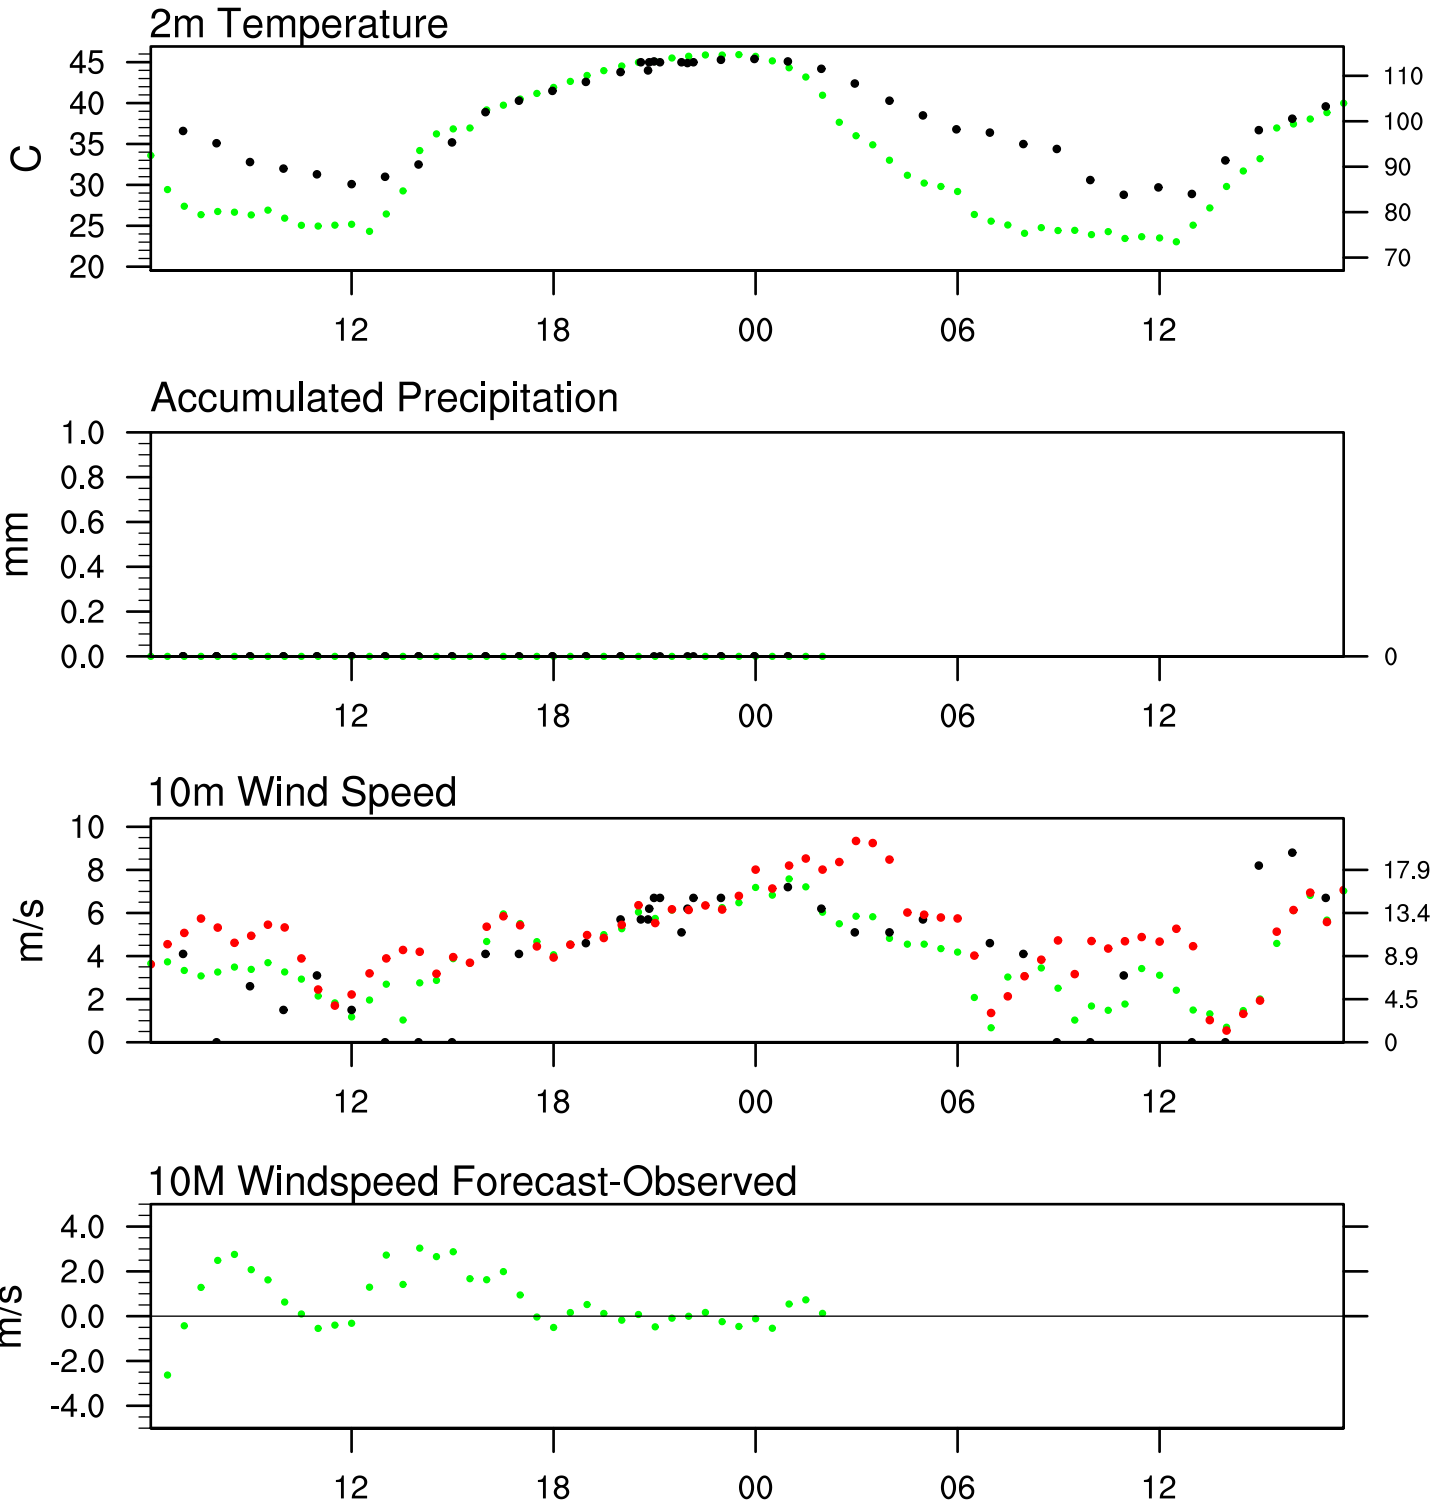 2m Temperature
45
40
35
30
25
20
C
110
100
90
80
70
12 18 00 06 12
Accumulated Precipitation
1.0
0.8
0.6
0.4
0.2
0.0
mm
0
12 18 00 06 12
10m Wind Speed
10
8
6
4
2
0
m/s
17.9
13.4
8.9
4.5
0
12 18 00 06 12
10M Windspeed Forecast-Observed
4.0
2.0
0.0
-2.0
-4.0
m/s
12 18 00 06 12